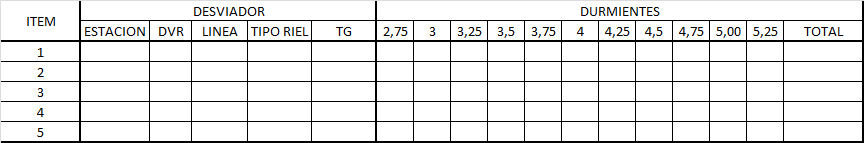 ITEM DESVIADOR DURMIENTES
ESTACION DVR LINEA TIPO RIEL TG 2,75 3 3,25 3,5 3,75 4 4,25 4,5 4,75 5,00 5,25 TOTAL
1
2
3
4
5